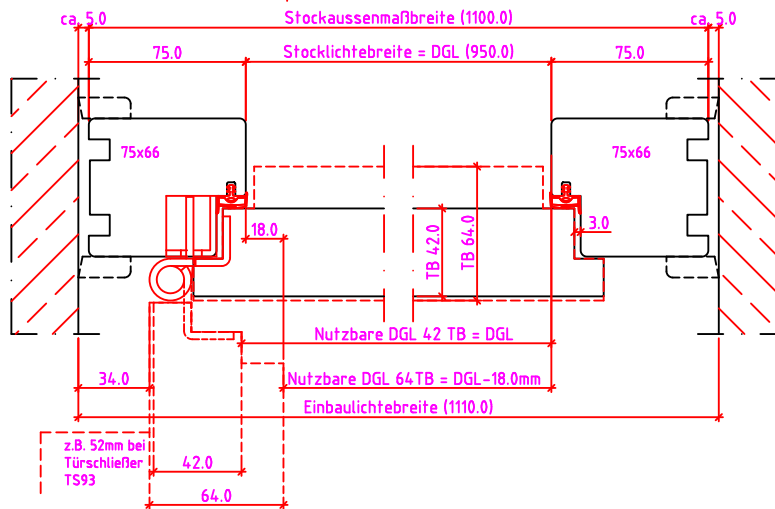 Stockaussenmaßbreite (1100.0)
ca. 5.0
ca. 5.0
75.0
Stocklichtebreite = DGL (950.0)
75.0
75x66
75x66
18.0
TB 42.0
TB 64.0
3.0
Nutzbare DGL 42 TB = DGL
34.0
Nutzbare DGL 64TB = DGL-18.0mm
Einbaulichtebreite (1110.0)
z.B. 52mm bei
Türschließer
TS93
42.0
64.0